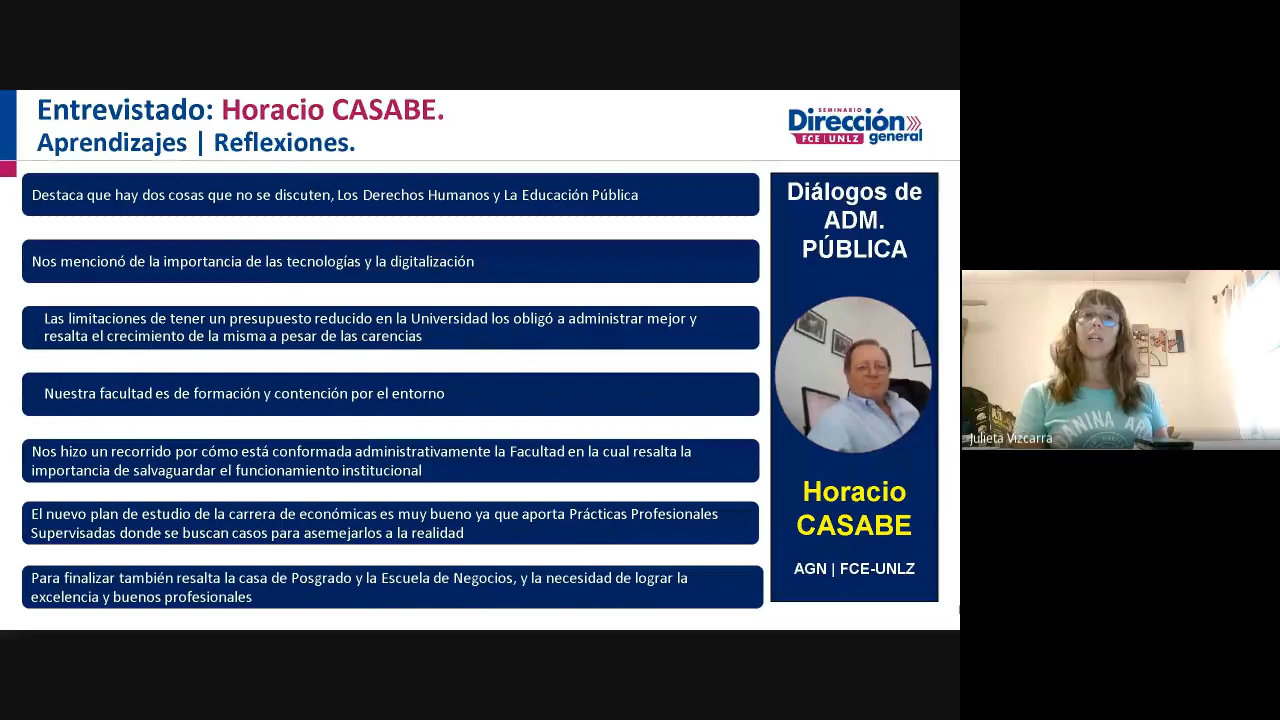 Entrevistado: Horacio CASABE.
Aprendizajes | Reflexiones.
SEMINARIO
Dirección
FCE | UNLZ general
Destaca que hay dos cosas que no se discuten, Los Derechos Humanos y La Educación Pública
Nos mencionó de la importancia de las tecnologías y la digitalización
Las limitaciones de tener un presupuesto reducido en la Universidad los obligó a administrar mejor y
resalta el crecimiento de la misma a pesar de las carencias
Nuestra facultad es de formación y contención por el entorno
Nos hizo un recorrido por cómo está conformada administrativamente la Facultad en la cual resalta la
importancia de salvaguardar el funcionamiento institucional
El nuevo plan de estudio de la carrera de económicas es muy bueno ya que aporta Prácticas Profesionales
Supervisadas donde se buscan casos para asemejarlos a la realidad
Para finalizar también resalta la casa de Posgrado y la Escuela de Negocios, y la necesidad de lograr la
excelencia y buenos profesionales
Diálogos de
ADM.
PÚBLICA
Horacio
CASABE
AGN | FCE-UNLZ
Julieta Vizcarra